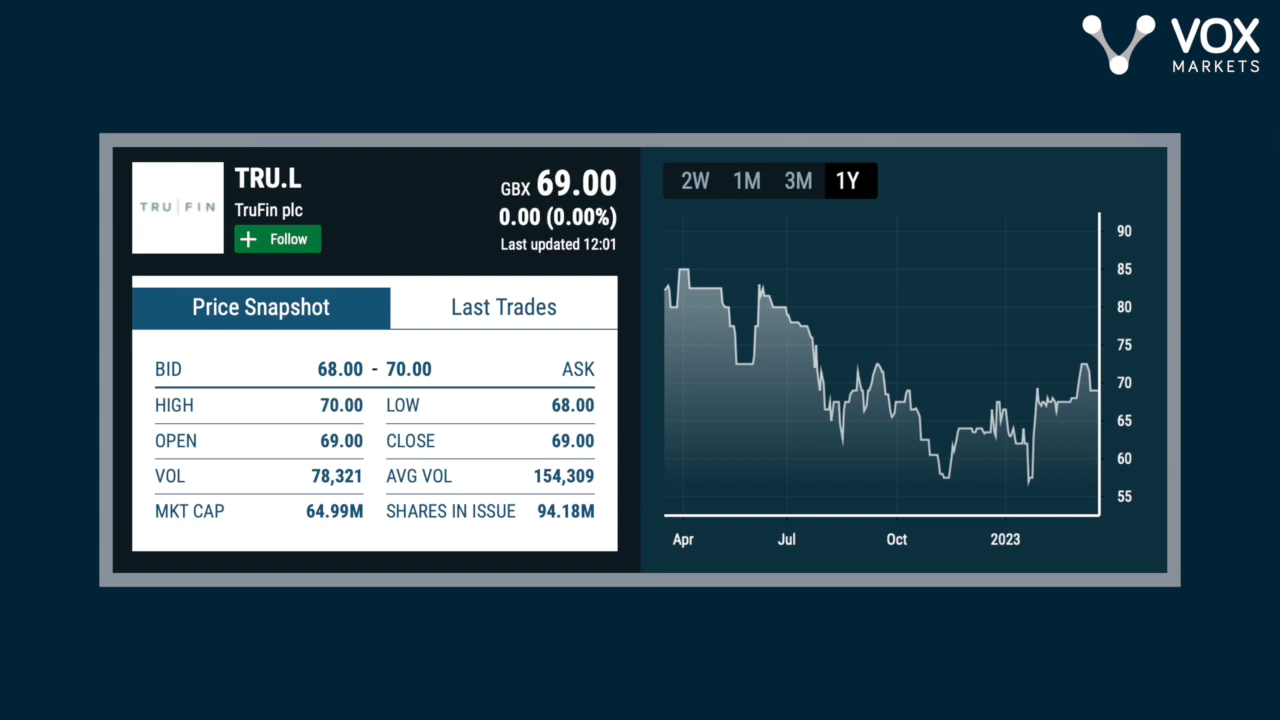 VOX
MARKETS
TRU|FIN
TRU.L
TruFin plc
+ Follow
GBX 69.00
0.00 (0.00%)
Last updated 12:01
Price Snapshot
Last Trades
BID 68.00 - 70.00 ASK
HIGH 70.00 LOW 68.00
OPEN 69.00 CLOSE 69.00
VOL 78,321 AVG VOL 154,309
MKT CAP 64.99M SHARES IN ISSUE 94.18M
2W 1M 3M 1Y
90
85
80
75
70
65
60
55
Apr Jul Oct 2023